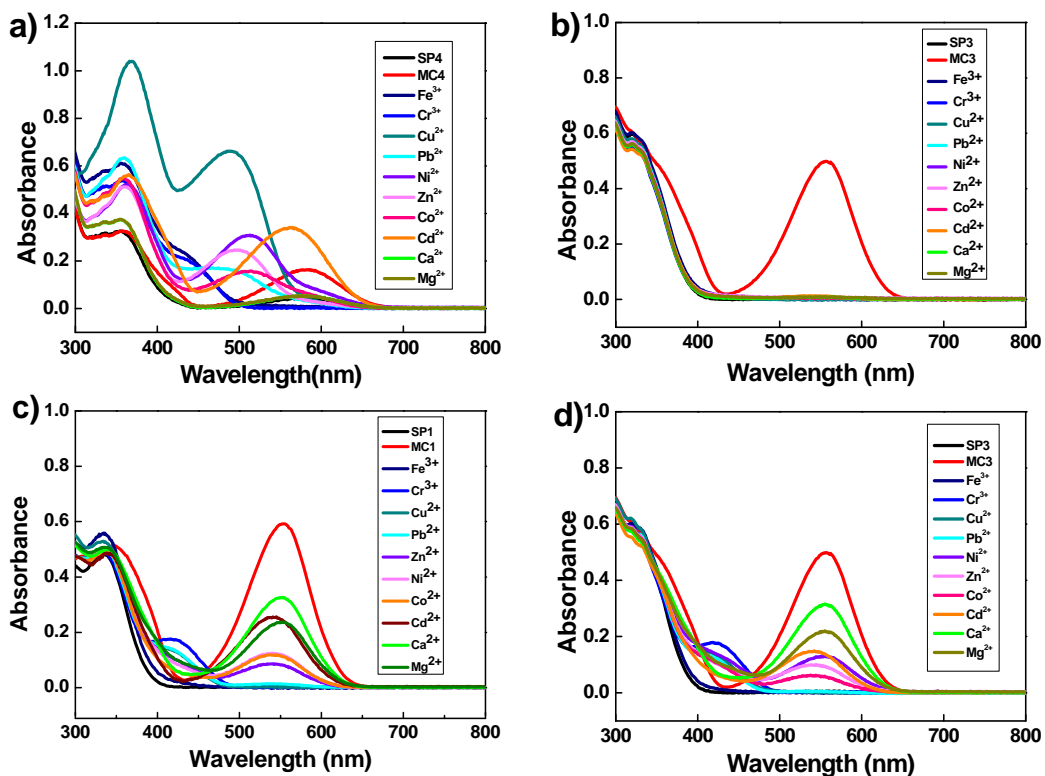 a)
1.2
1.0
0.8
0.6
0.4
0.2
0.0
Absorbance
300 400 500 600 700 800
Wavelength(nm)
SP4
MC4
Fe³⁺
Cr³⁺
Cu²⁺
Pb²⁺
Ni²⁺
Zn²⁺
Co²⁺
Cd²⁺
Ca²⁺
Mg²⁺
b)
1.0
0.8
0.6
0.4
0.2
0.0
Absorbance
300 400 500 600 700 800
Wavelength (nm)
SP3
MC3
Fe3+
Cr3+
Cu2+
Pb2+
Ni2+
Zn2+
Co2+
Cd2+
Ca2+
Mg2+
c)
1.0
0.8
0.6
0.4
0.2
0.0
Absorbance
300 400 500 600 700 800
Wavelength (nm)
SP1
MC1
Fe³⁺
Cr³⁺
Cu²⁺
Pb²⁺
Zn²⁺
Ni²⁺
Co²⁺
Cd²⁺
Ca²⁺
Mg²⁺
d)
1.0
0.8
0.6
0.4
0.2
0.0
Absorbance
300 400 500 600 700 800
Wavelength (nm)
SP3
MC3
Fe³⁺
Cr³⁺
Cu²⁺
Pb²⁺
Ni²⁺
Zn²⁺
Co²⁺
Cd²⁺
Ca²⁺
Mg²⁺